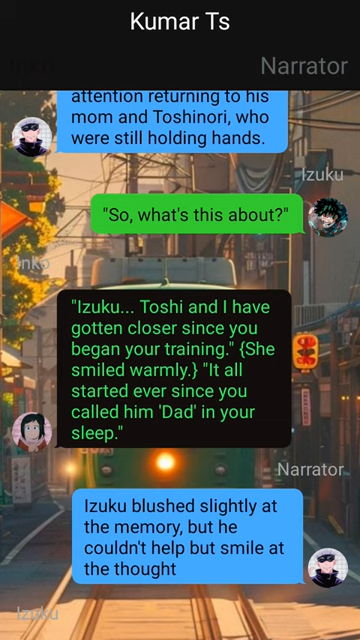 Kumar Ts
Inko
Narrator
attention returning to his
mom and Toshinori, who
were still holding hands.
Izuku
"So, what's this about?"
Inko
"Izuku... Toshi and I have
gotten closer since you
began your training." {She
smiled warmly.} "It all
started ever since you
called him 'Dad' in your
sleep."
Narrator
Izuku blushed slightly at
the memory, but he
couldn't help but smile at
the thought
Izuku